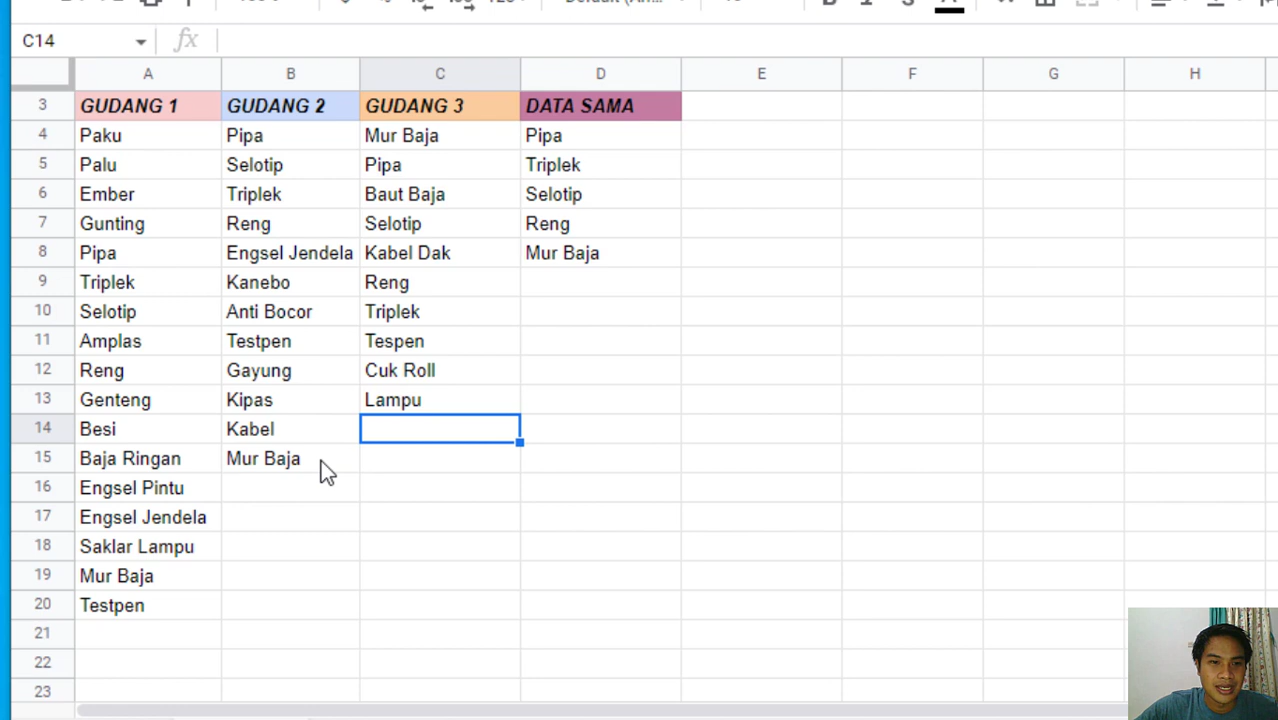 C14 fx
A B C D E F G H
3 GUDANG 1 GUDANG 2 GUDANG 3 DATA SAMA
4 Paku Pipa Mur Baja Pipa
5 Palu Selotip Pipa Triplek
6 Ember Triplek Baut Baja Selotip
7 Gunting Reng Selotip Reng
8 Pipa Engsel Jendela Kabel Dak Mur Baja
9 Triplek Kanebo Reng
10 Selotip Anti Bocor Triplek
11 Amplas Testpen Tespen
12 Reng Gayung Cuk Roll
13 Genteng Kipas Lampu
14 Besi Kabel
15 Baja Ringan Mur Baja
16 Engsel Pintu
17 Engsel Jendela
18 Saklar Lampu
19 Mur Baja
20 Testpen
21
22
23